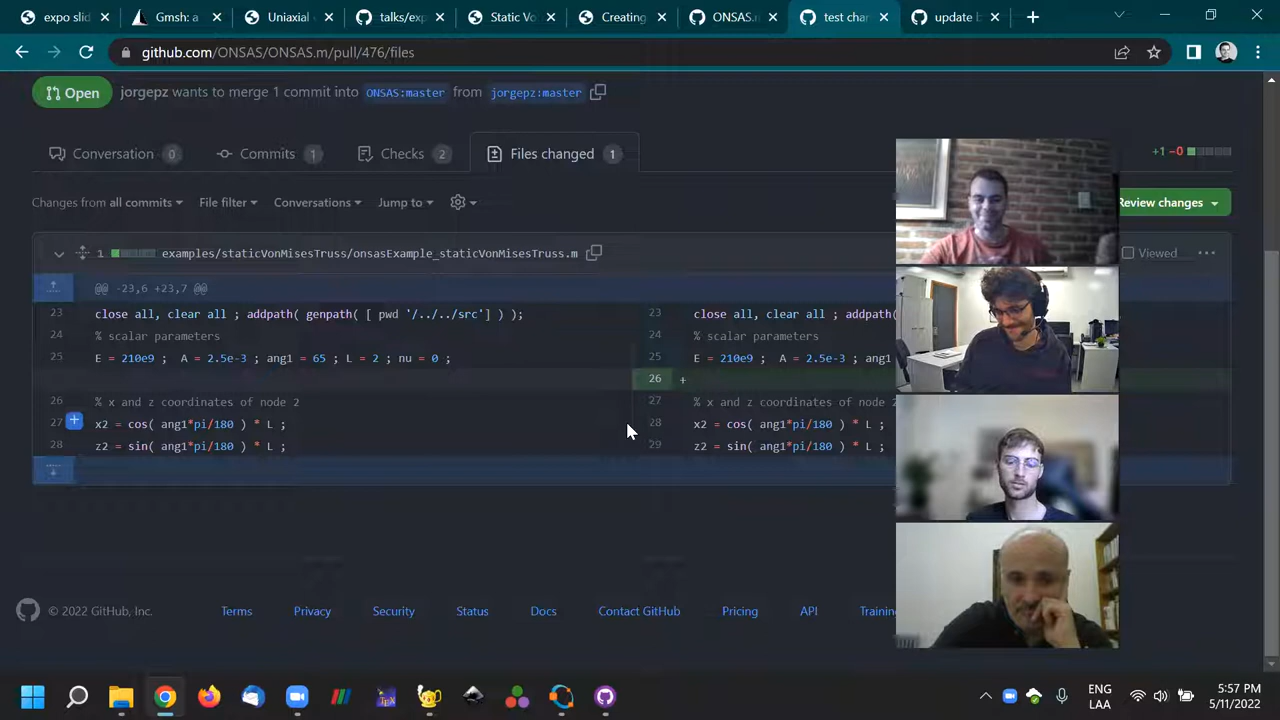 expo slid
Gmsh: a
Uniaxial
talks/exp
Static Vo
Creating
ONSAS.m
test char
update b
github.com/ONSAS/ONSAS.m/pull/476/files
Open jorgepz wants to merge 1 commit into ONSAS:master from jorgepz:master
Conversation 0 Commits 1 Checks 2 Files changed 1 +1 −0
Changes from all commits File filter Conversations Jump to Review changes
1 examples/staticVonMisesTruss/onsasExample_staticVonMisesTruss.m Viewed
@@ -23,6 +23,7 @@
23 close all, clear all ; addpath( genpath( [ pwd '/../../src'] ) ); 23 close all, clear all ; addpath( genpath(
24 % scalar parameters 24 % scalar parameters
25 E = 210e9 ; A = 2.5e-3 ; ang1 = 65 ; L = 2 ; nu = 0 ; 25 E = 210e9 ; A = 2.5e-3 ; ang1
26 +
26 % x and z coordinates of node 2 27 % x and z coordinates of node 2
27 x2 = cos( ang1*pi/180 ) * L ; 28 x2 = cos( ang1*pi/180 ) * L ;
28 z2 = sin( ang1*pi/180 ) * L ; 29 z2 = sin( ang1*pi/180 ) * L ;
© 2022 GitHub, Inc. Terms Privacy Security Status Docs Contact GitHub Pricing API Trainin
ENG
LAA
5:57 PM
5/11/2022